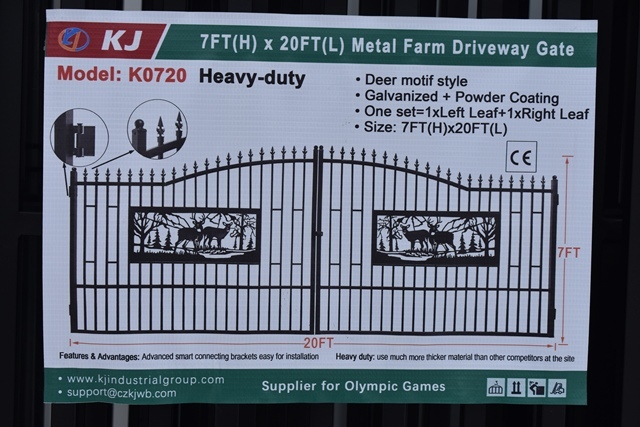 KJ
7FT(H) x 20FT(L) Metal Farm Driveway Gate
Model: K0720 Heavy-duty
• Deer motif style
• Galvanized + Powder Coating
• One set=1xLeft Leaf+1xRight Leaf
• Size: 7FT(H)x20FT(L)
CE
7FT
20FT
Features & Advantages: Advanced smart connecting brackets easy for installation
Heavy duty: use much more thicker material than other competitors at the site
• www.kjindustrialgroup.com
• support@czkjwb.com
Supplier for Olympic Games